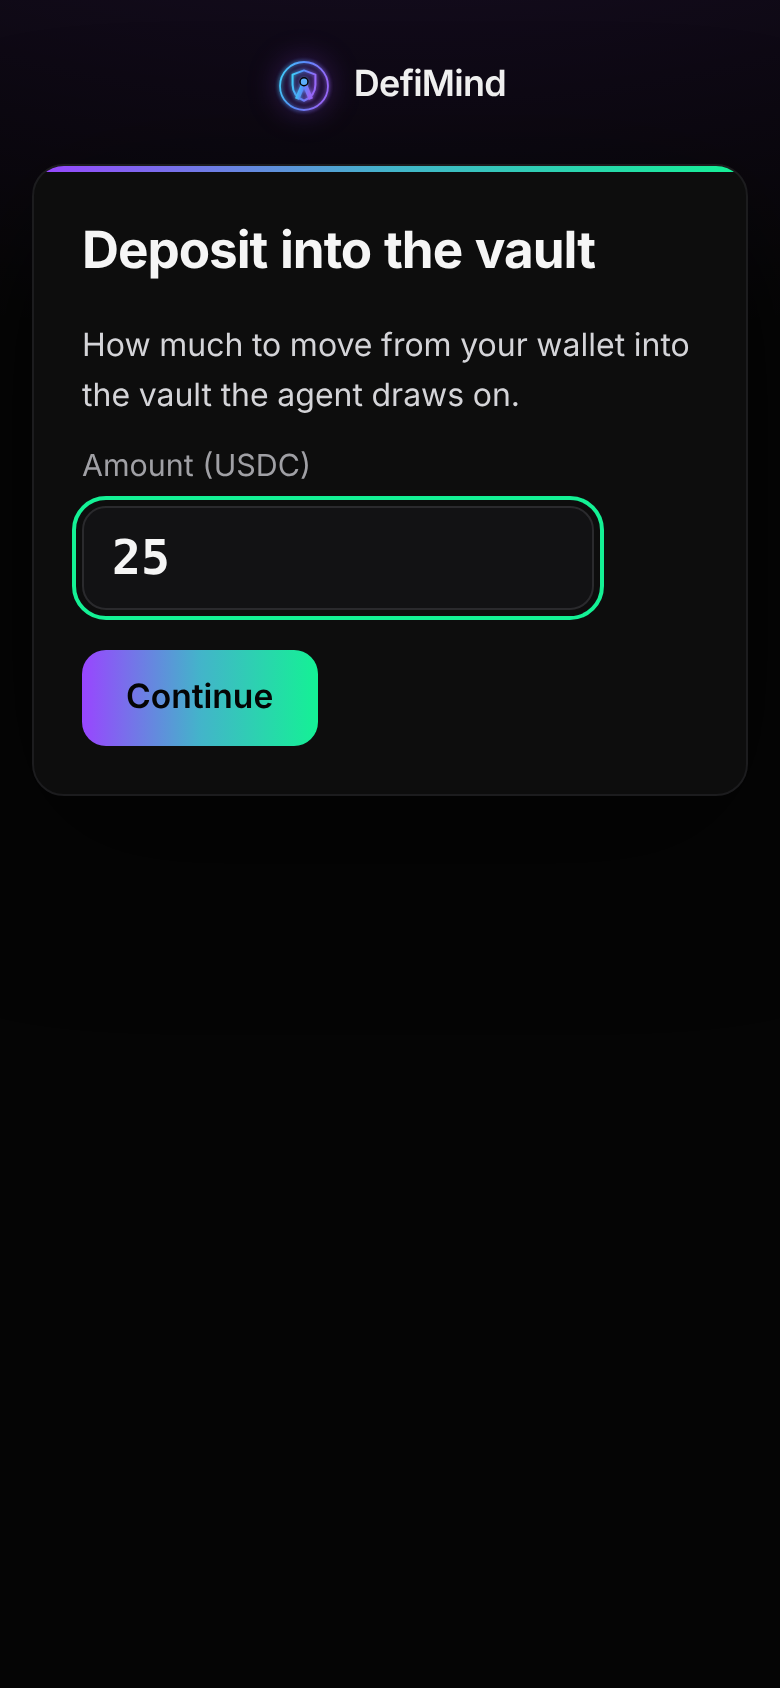 DefiMind
Deposit into the vault
How much to move from your wallet into
the vault the agent draws on.
Amount (USDC)
25
Continue